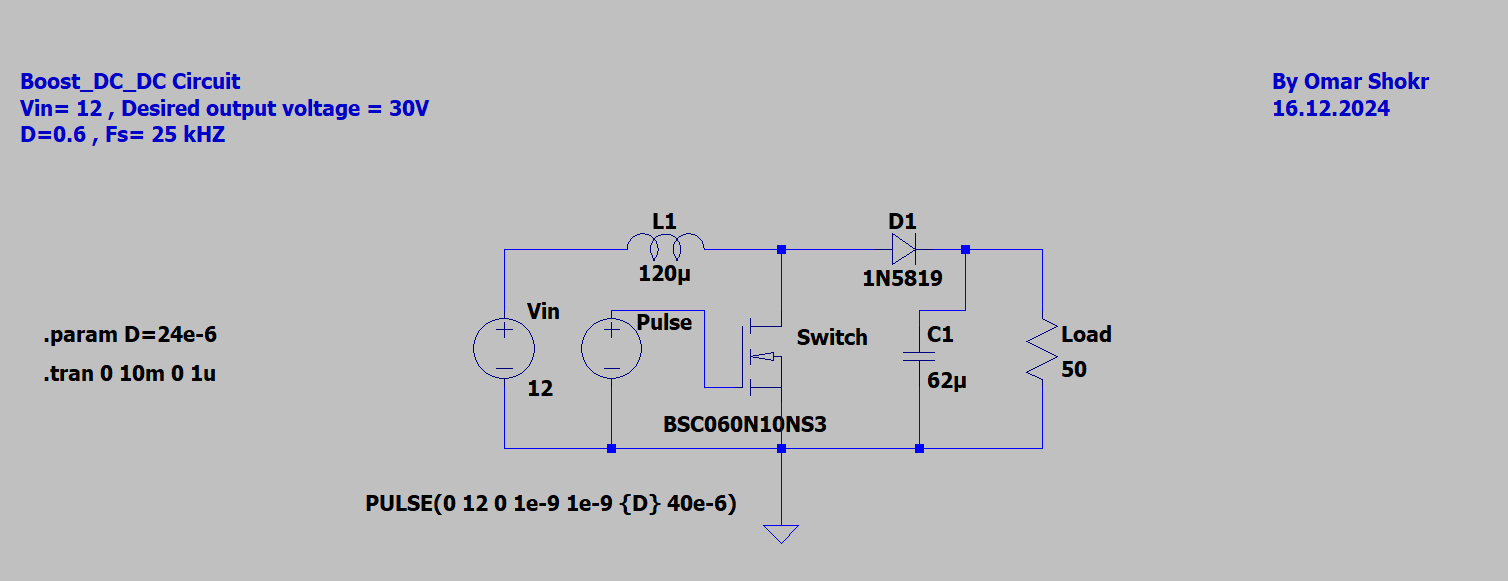 Boost_DC_DC Circuit
Vin= 12 , Desired output voltage = 30V
D=0.6 , Fs= 25 kHZ
By Omar Shokr
16.12.2024
L1
120µ
D1
1N5819
Vin
12
Pulse
Switch
BSC060N10NS3
C1
62µ
Load
50
.param D=24e-6
.tran 0 10m 0 1u
PULSE(0 12 0 1e-9 1e-9 {D} 40e-6)